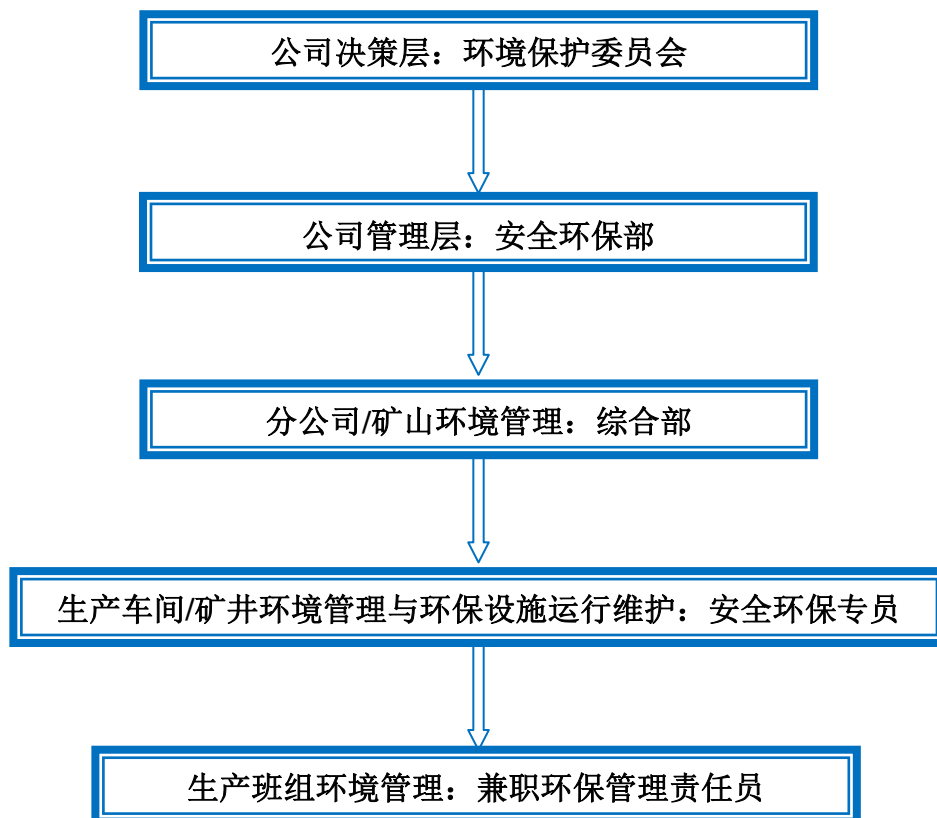 公司决策层：环境保护委员会
公司管理层：安全环保部
分公司/矿山环境管理：综合部
生产车间/矿井环境管理与环保设施运行维护：安全环保专员
生产班组环境管理：兼职环保管理责任员